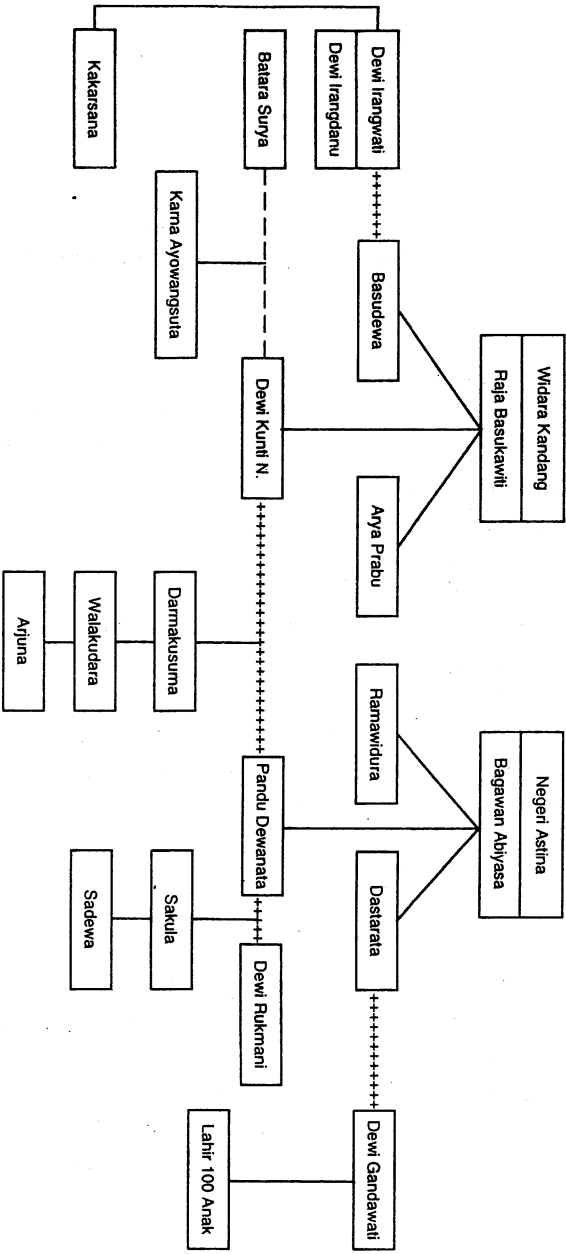 Widara Kandang
Raja Basukawiti
Negeri Astina
Bagawan Abiyasa
Dewi Irangwati
Dewi Irangdanu
Basudewa
Arya Prabu
Ramawidura
Dastarata
Dewi Gandawati
Batara Surya
Dewi Kunti N.
Pandu Dewanata
Dewi Rukmani
Lahir 100 Anak
Karna Ayowangsuta
Darmakusuma
Sakula
Kakarsana
Walakudara
Sadewa
Arjuna